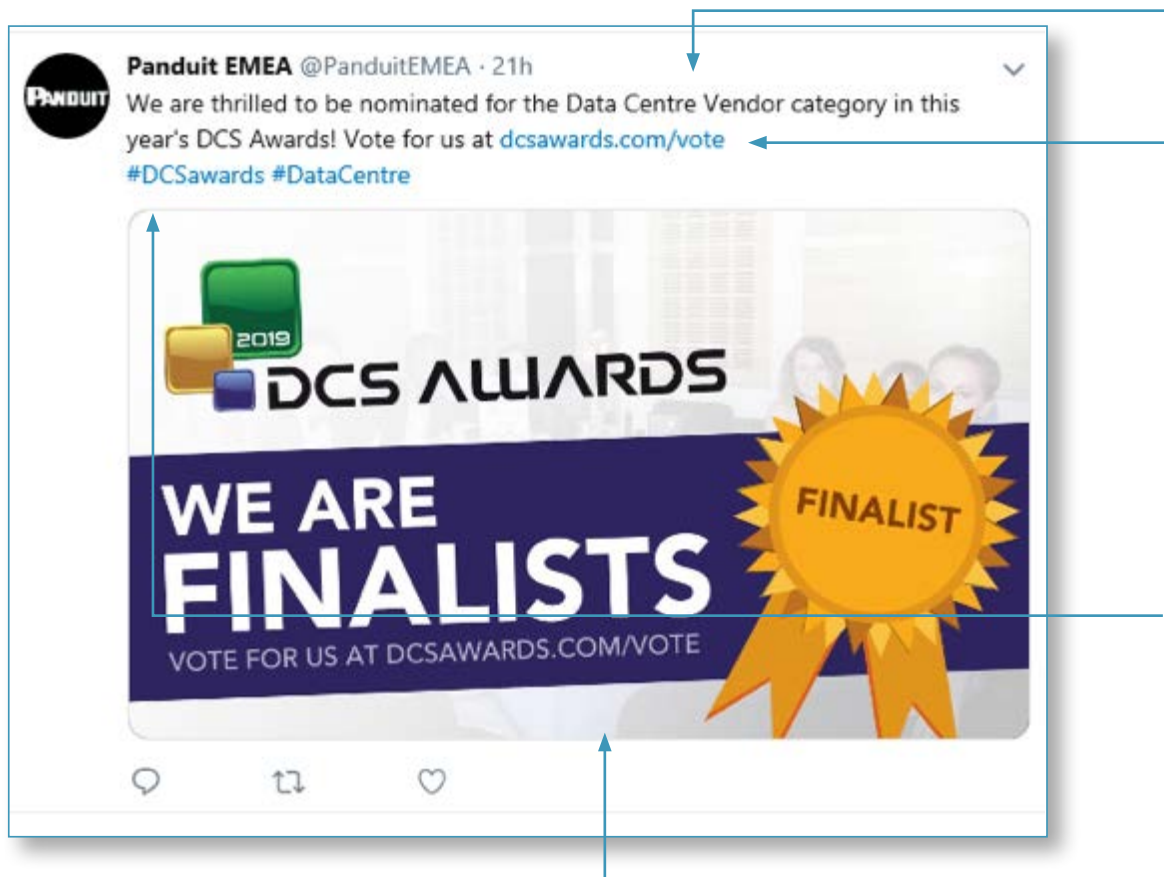 Panduit EMEA @PanduitEMEA · 21h
PANDUIT
We are thrilled to be nominated for the Data Centre Vendor category in this
year's DCS Awards! Vote for us at dcsawards.com/vote
#DCSawards #DataCentre
2019
DCS AWARDS
WE ARE
FINALISTS
VOTE FOR US AT DCSAWARDS.COM/VOTE
FINALIST